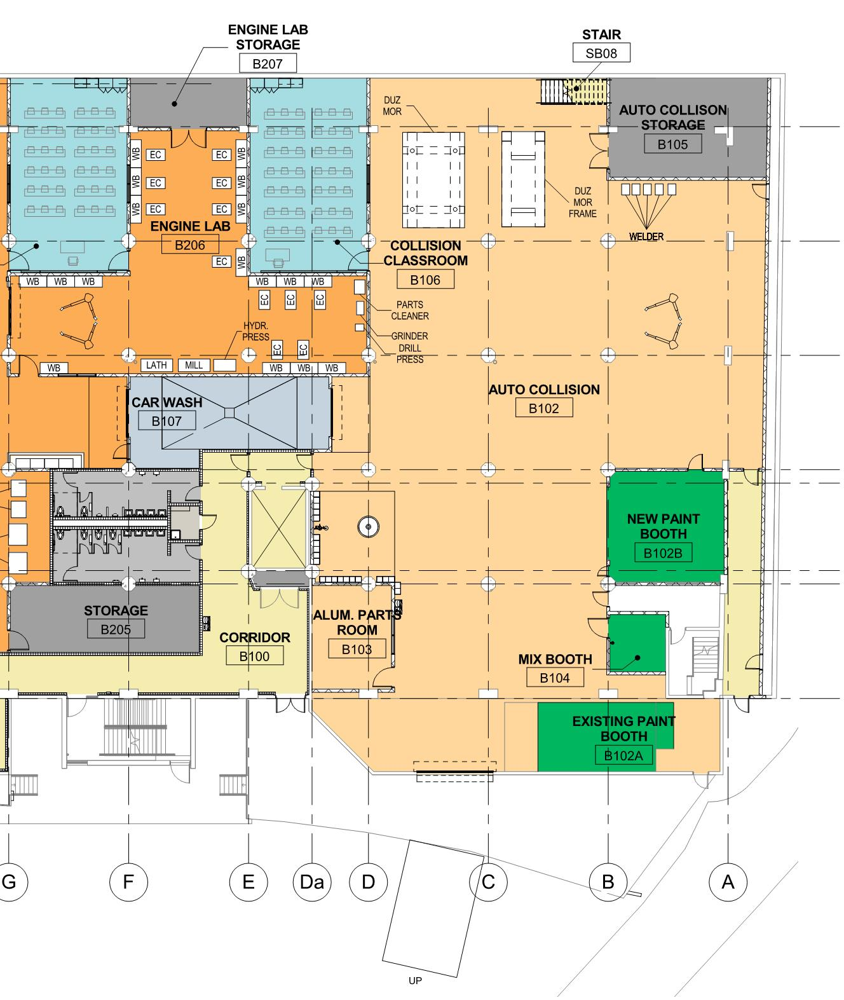 ENGINE LAB
STORAGE
B207
STAIR
SB08
DUZ
MOR
AUTO COLLISON
STORAGE
B105
WB
EC
EC
WB
WB
EC
EC
WB
WB
EC
EC
WB
DUZ
MOR
FRAME
WELDER
ENGINE LAB
B206
COLLISION
CLASSROOM
B106
EC
WB
WB
WB
WB
WB
WB
WB
EC
EC
EC
PARTS
CLEANER
HYDR.
PRESS
GRINDER
DRILL
PRESS
EC
EC
WB
LATH
MILL
WB
WB
WB
CAR WASH
B107
AUTO COLLISION
B102
NEW PAINT
BOOTH
B102B
STORAGE
B205
ALUM. PARTS
ROOM
B103
CORRIDOR
B100
MIX BOOTH
B104
EXISTING PAINT
BOOTH
B102A
G
F
E
Da
D
C
B
A
UP